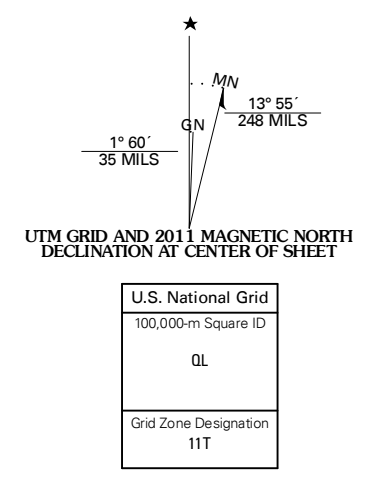 ★
. . . MN
GN
13° 55´
248 MILS
1° 60´
35 MILS
UTM GRID AND 2011 MAGNETIC NORTH
DECLINATION AT CENTER OF SHEET
U.S. National Grid
100,000-m Square ID
QL
Grid Zone Designation
11T